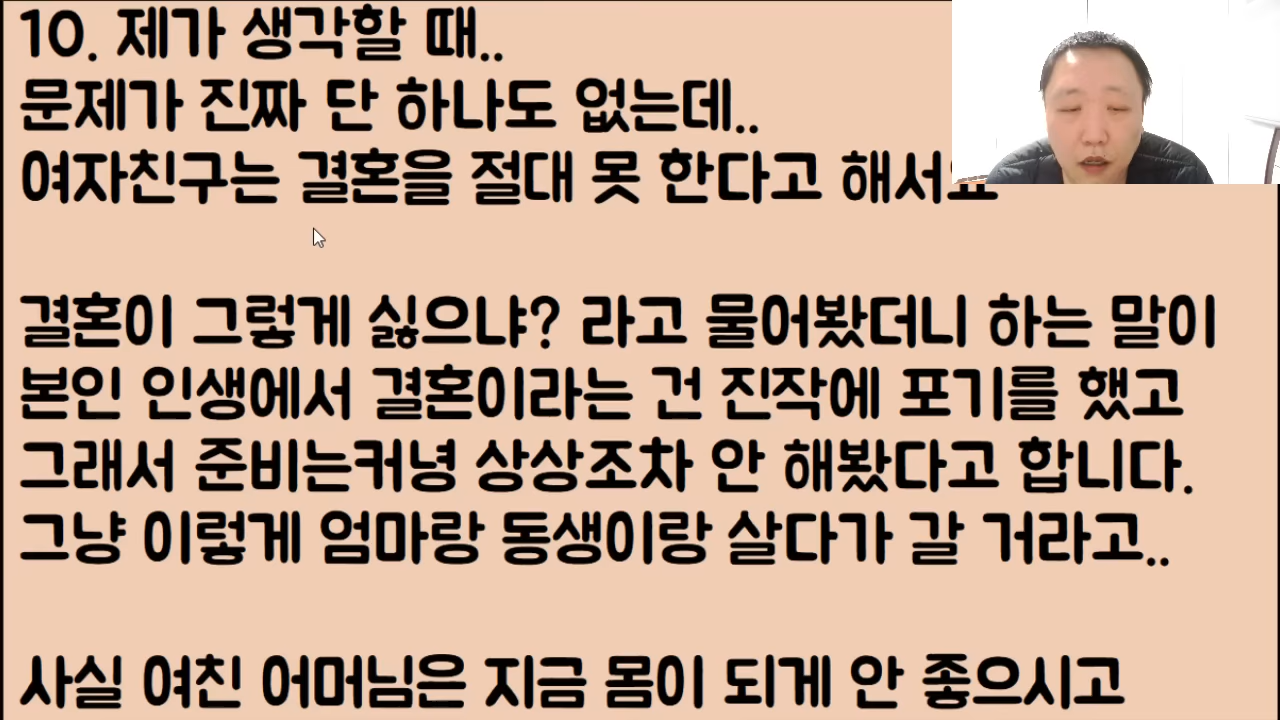 10. 제가 생각할 때..
문제가 진짜 단 하나도 없는데..
여자친구는 결혼을 절대 못 한다고 해서요
결혼이 그렇게 싫으냐? 라고 물어봤더니 하는 말이
본인 인생에서 결혼이라는 건 진작에 포기를 했고
그래서 준비는커녕 상상조차 안 해봤다고 합니다.
그냥 이렇게 엄마랑 동생이랑 살다가 갈 거라고..
사실 여친 어머님은 지금 몸이 되게 안 좋으시고